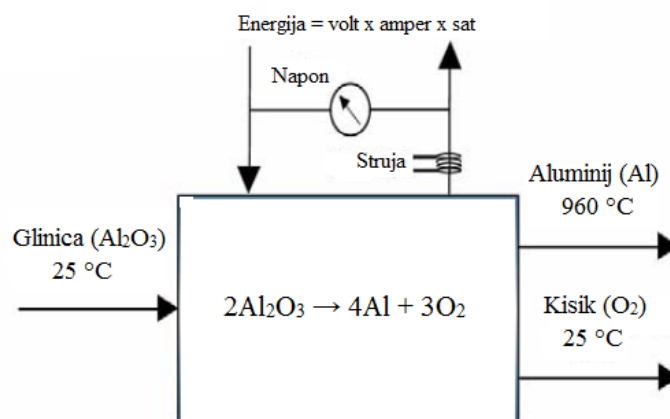 Energija = volt x amper x sat
Napon
Struja
Aluminij (Al)
960 °C
Glinica (Al₂O₃)
25 °C
2Al₂O₃ → 4Al + 3O₂
Kisik (O₂)
25 °C